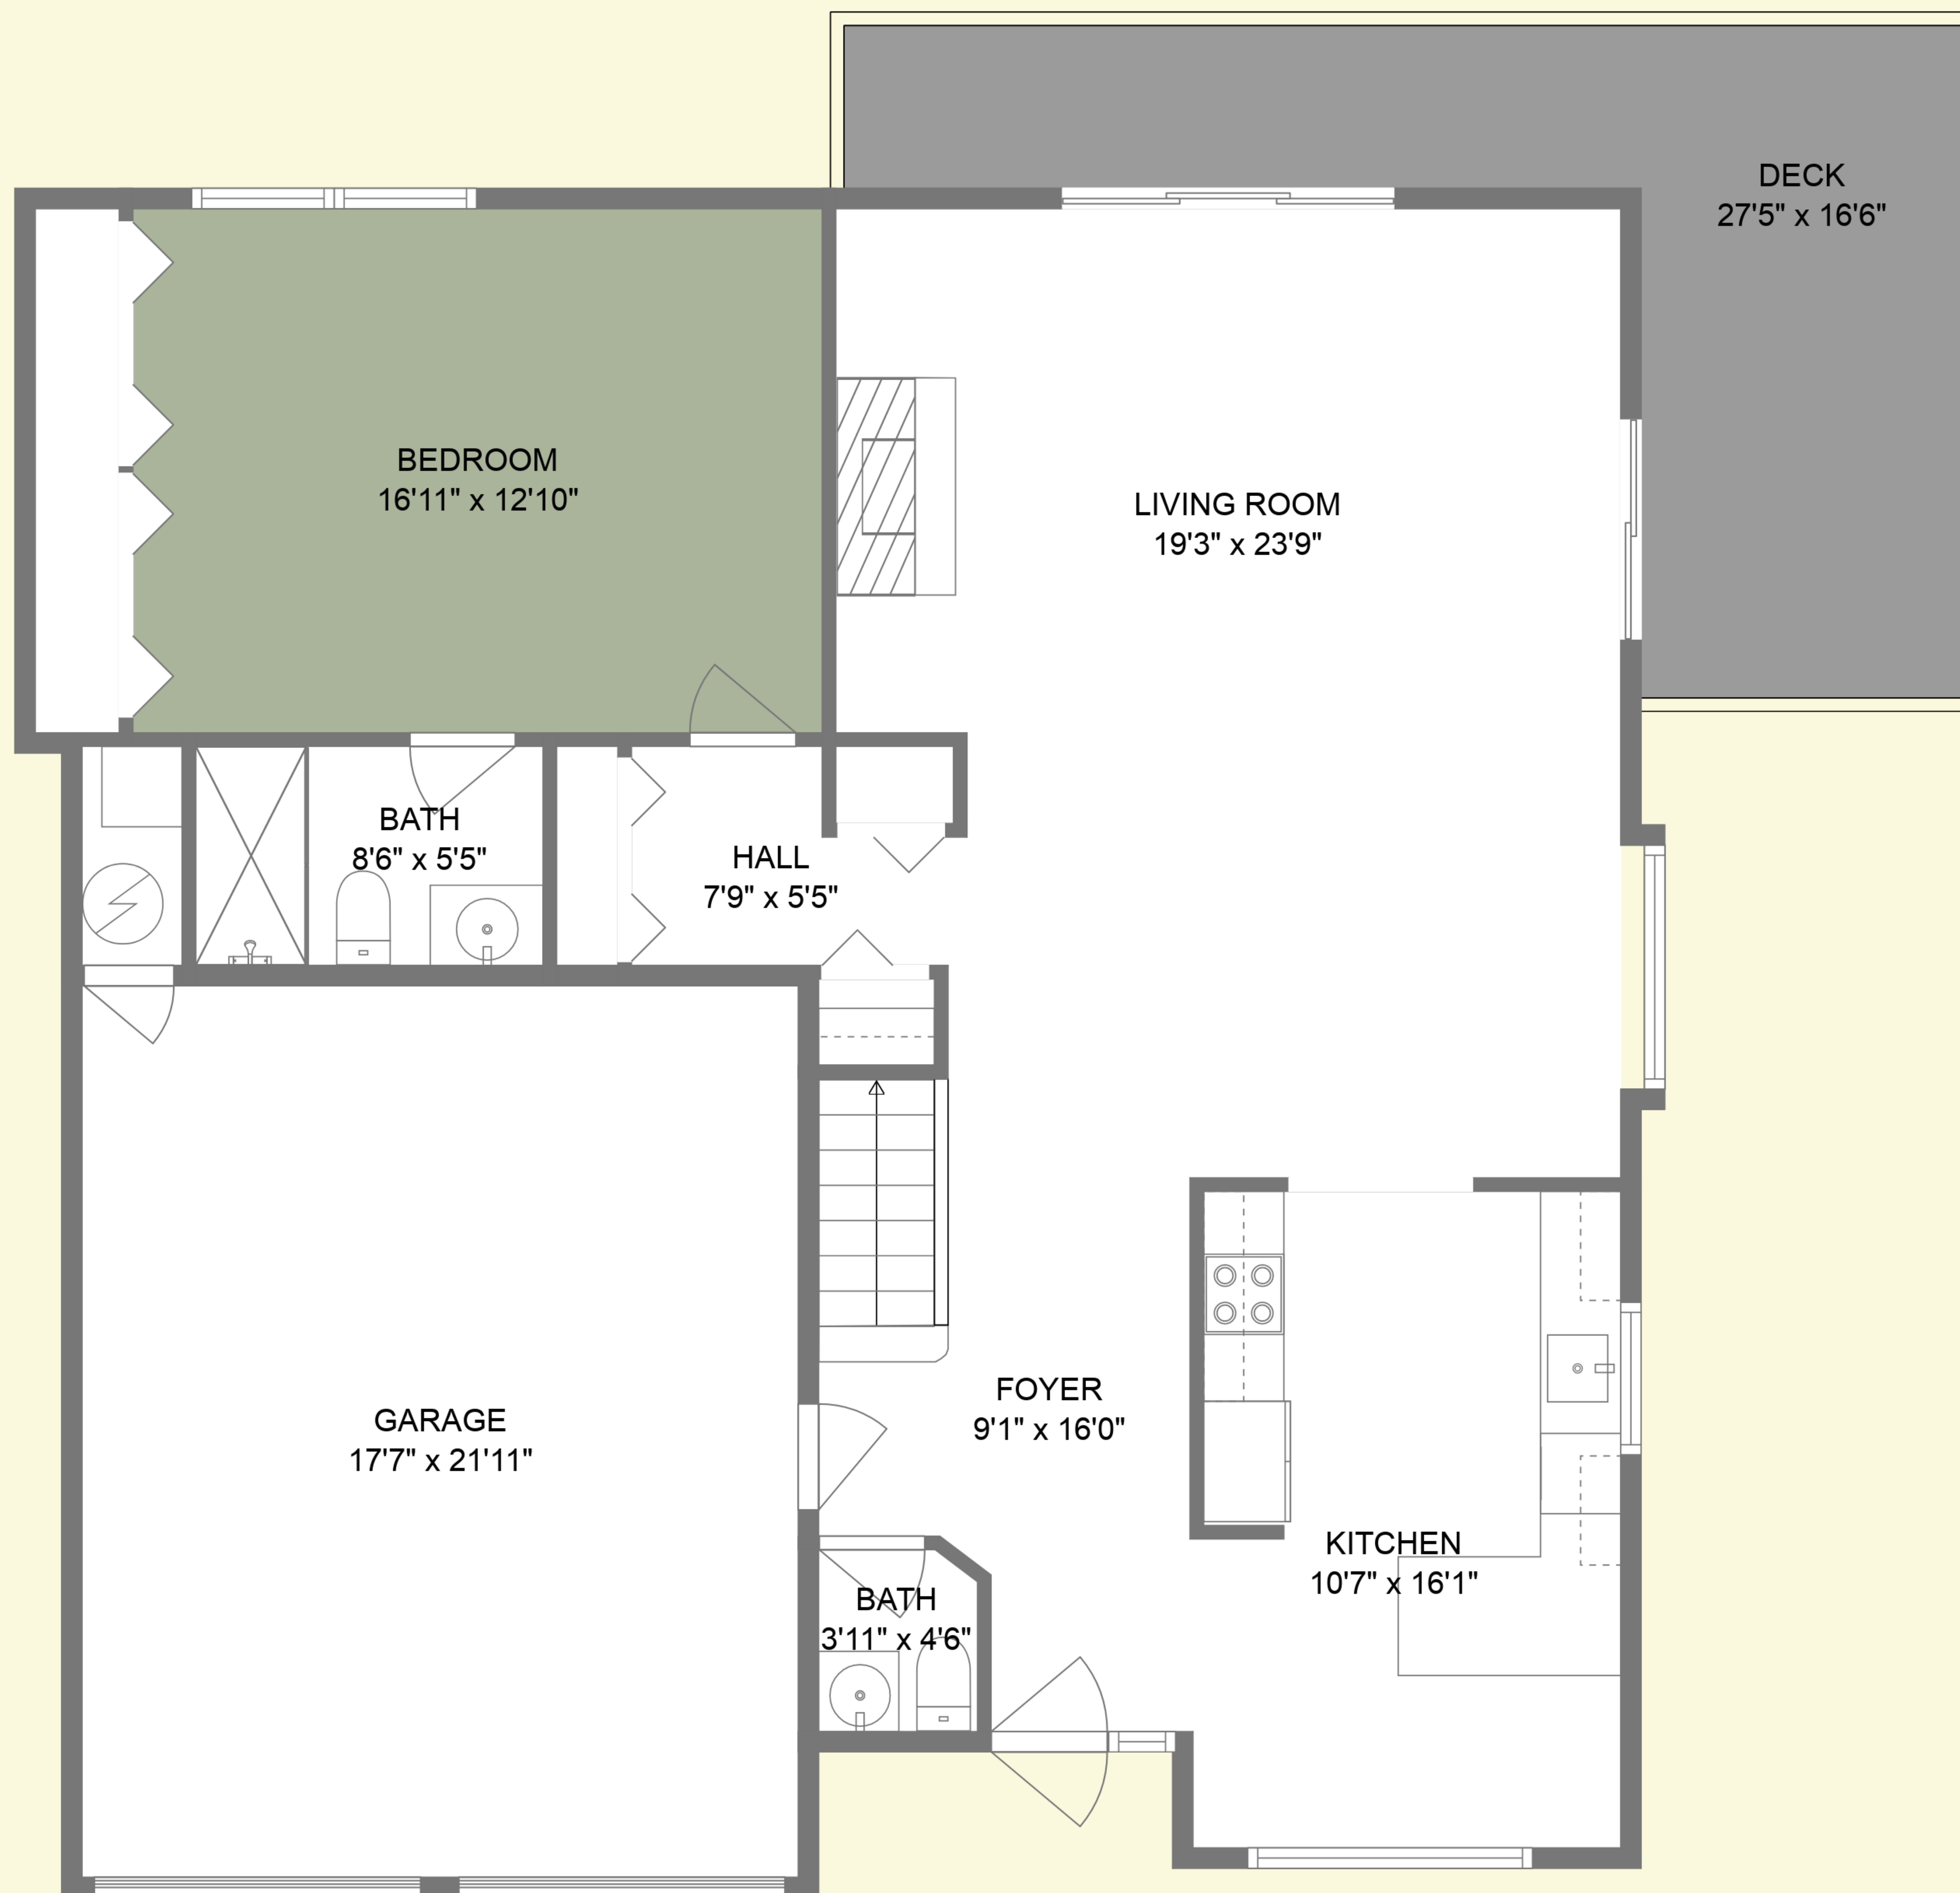 DECK
27'5" x 16'6"
BEDROOM
16'11" x 12'10"
LIVING ROOM
19'3" x 23'9"
BATH
8'6" x 5'5"
HALL
7'9" x 5'5"
FOYER
9'1" x 16'0"
GARAGE
17'7" x 21'11"
KITCHEN
10'7" x 16'1"
BATH
3'11" x 4'6"